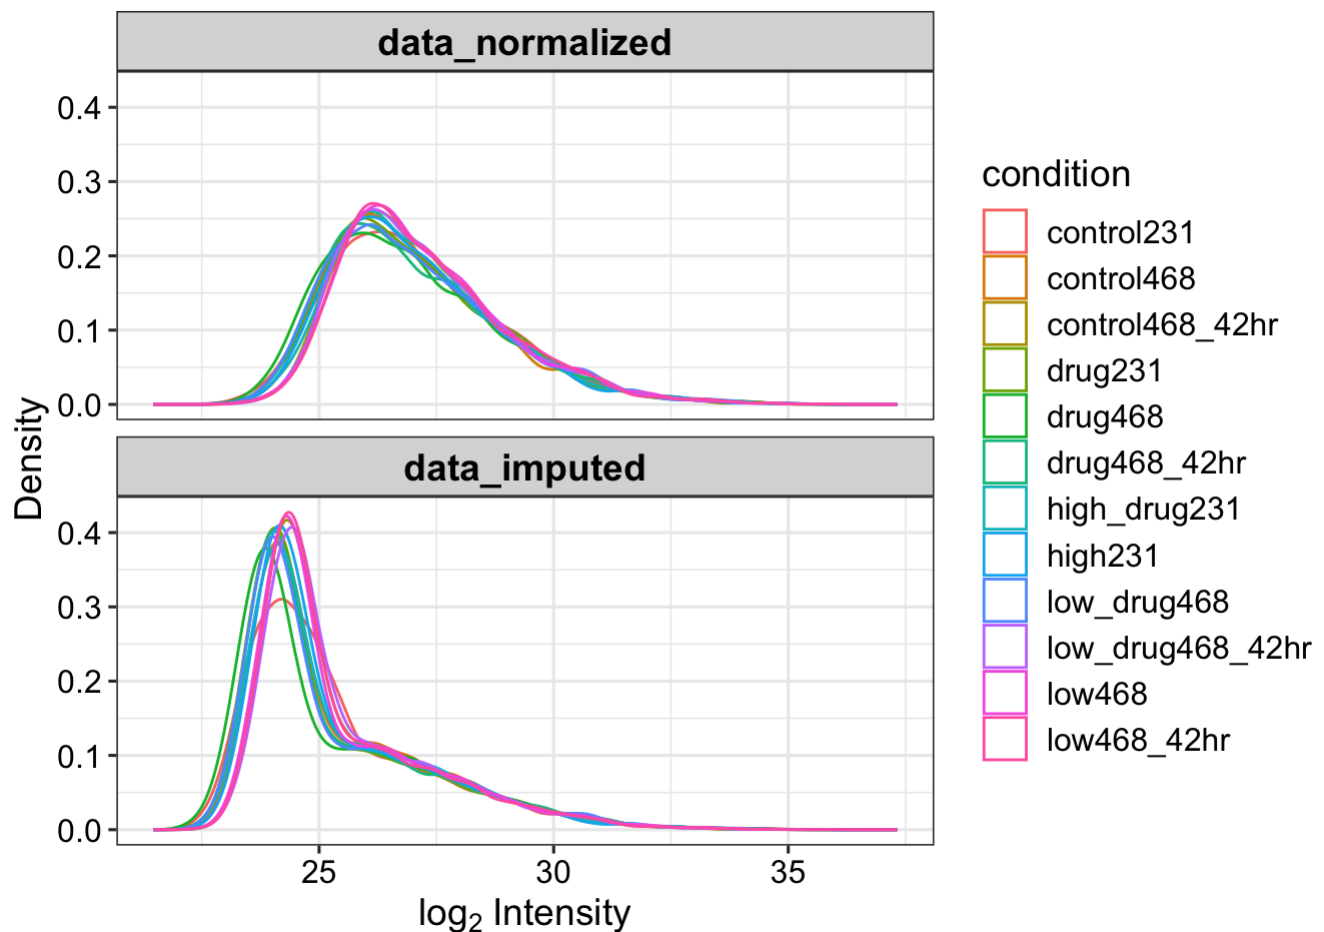 data_normalized
0.4
0.3
0.2
0.1
0.0
data_imputed
0.4
0.3
0.2
0.1
0.0
Density
25 30 35
log₂ Intensity
condition
control231
control468
control468_42hr
drug231
drug468
drug468_42hr
high_drug231
high231
low_drug468
low_drug468_42hr
low468
low468_42hr